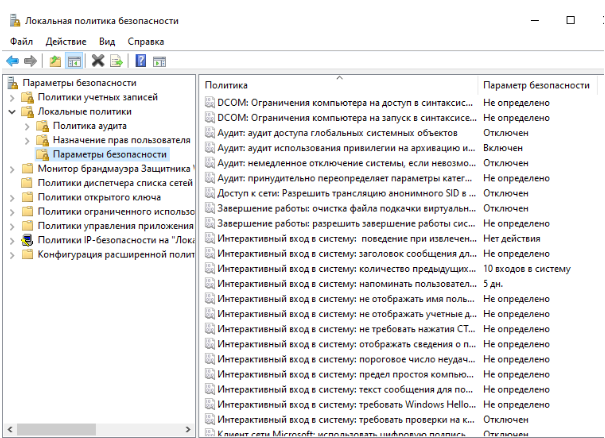 Локальная политика безопасности
Файл Действие Вид Справка
Параметры безопасности
Политики учетных записей
Локальные политики
Политика аудита
Назначение прав пользователя
Параметры безопасности
Монитор брандмауэра Защитника
Политики диспетчера списка сетей
Политики открытого ключа
Политики ограниченного использо
Политики управления приложения
Политики IP-безопасности на "Лока
Конфигурация расширенной полит
Политика Параметр безопасности
DCOM: Ограничения компьютера на доступ в синтаксис... Не определено
DCOM: Ограничения компьютера на запуск в синтаксисе... Не определено
Аудит: аудит доступа глобальных системных объектов Отключен
Аудит: аудит использования привилегии на архивацию и... Включен
Аудит: немедленное отключение системы, если невозмо... Отключен
Аудит: принудительно переопределяет параметры катег... Не определено
Доступ к сети: Разрешить трансляцию анонимного SID в ... Отключен
Завершение работы: очистка файла подкачки виртуальн... Отключен
Завершение работы: разрешить завершение работы сис... Не определено
Интерактивный вход в систему: поведение при извлечен... Нет действия
Интерактивный вход в систему: заголовок сообщения дл... Не определено
Интерактивный вход в систему: количество предыдущих... 10 входов в систему
Интерактивный вход в систему: напоминать пользовател... 5 дн.
Интерактивный вход в систему: не отображать имя поль... Не определено
Интерактивный вход в систему: не отображать учетные д... Не определено
Интерактивный вход в систему: не требовать нажатия CT... Не определено
Интерактивный вход в систему: отображать сведения о п... Не определено
Интерактивный вход в систему: пороговое число неудач... Не определено
Интерактивный вход в систему: предел простоя компью... Не определено
Интерактивный вход в систему: текст сообщения для по... Не определено
Интерактивный вход в систему: требовать Windows Hello... Не определено
Интерактивный вход в систему: требовать проверки на к... Отключен
Клиент сети Microsoft: использовать цифровую подпись... Отключен